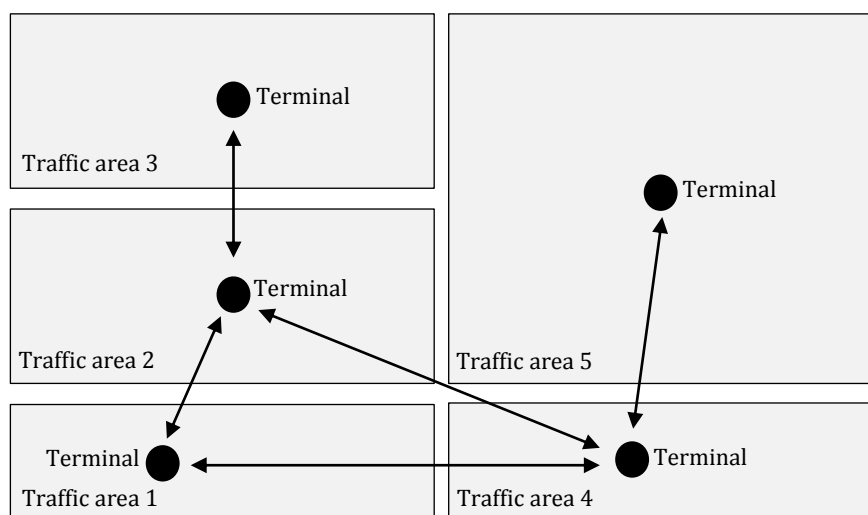 Terminal
Traffic area 3
Terminal
Terminal
Traffic area 2
Traffic area 5
Terminal
Terminal
Traffic area 1
Traffic area 4